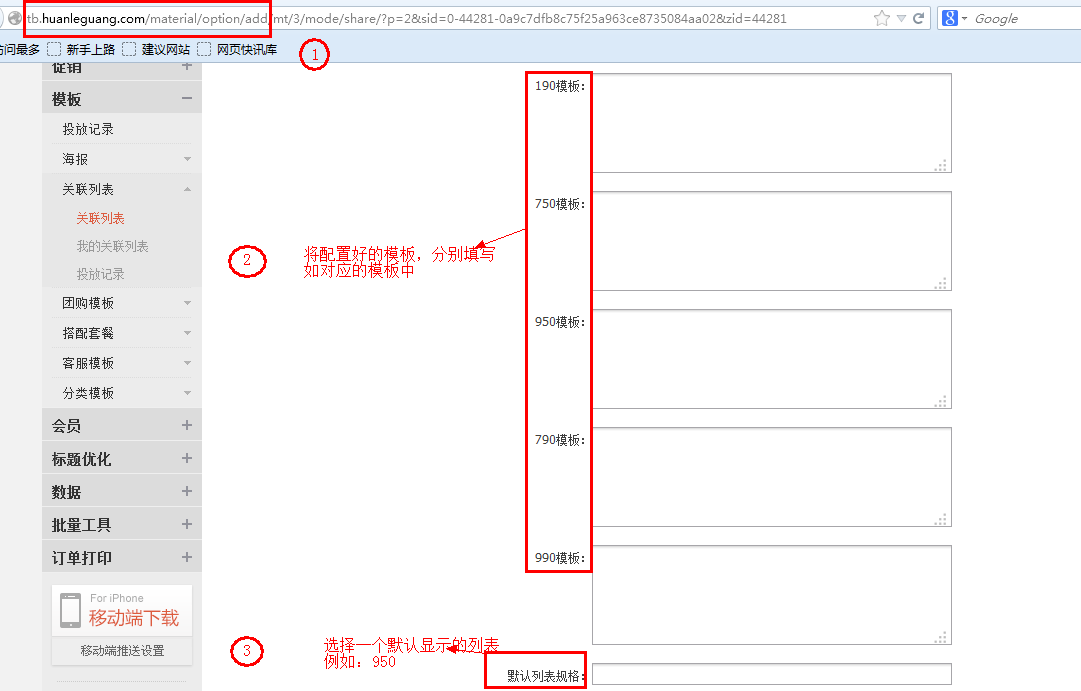 tb.huanleguang.com/material/option/add/mt/3/mode/share/?p=2&sid=0-44281-0a9c7dfb8c75f25a963ce8735084aa02&zid=44281
Google
访问最多 新手上路 建议网站 网页快讯库
1
促销
模板
投放记录
海报
关联列表
关联列表
我的关联列表
投放记录
团购模板
搭配套餐
客服模板
分类模板
会员
标题优化
数据
批量工具
订单打印
For iPhone
移动端下载
移动端推送设置
190模板：
750模板：
2
将配置好的模板，分别填写
如对应的模板中
950模板：
790模板：
990模板：
3
选择一个默认显示的列表
例如：950
默认列表规格：